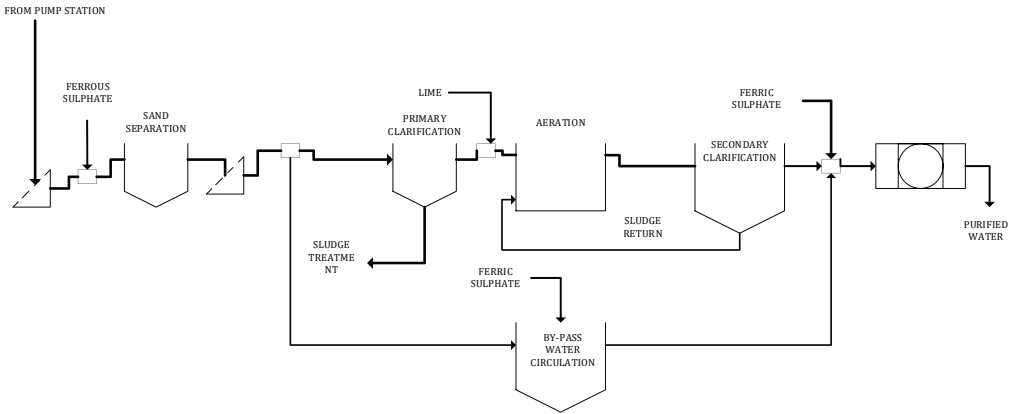 FROM PUMP STATION
FERROUS
SULPHATE
SAND
SEPARATION
LIME
PRIMARY
CLARIFICATION
AERATION
FERRIC
SULPHATE
SECONDARY
CLARIFICATION
SLUDGE
RETURN
PURIFIED
WATER
SLUDGE
TREATME
NT
FERRIC
SULPHATE
BY-PASS
WATER
CIRCULATION